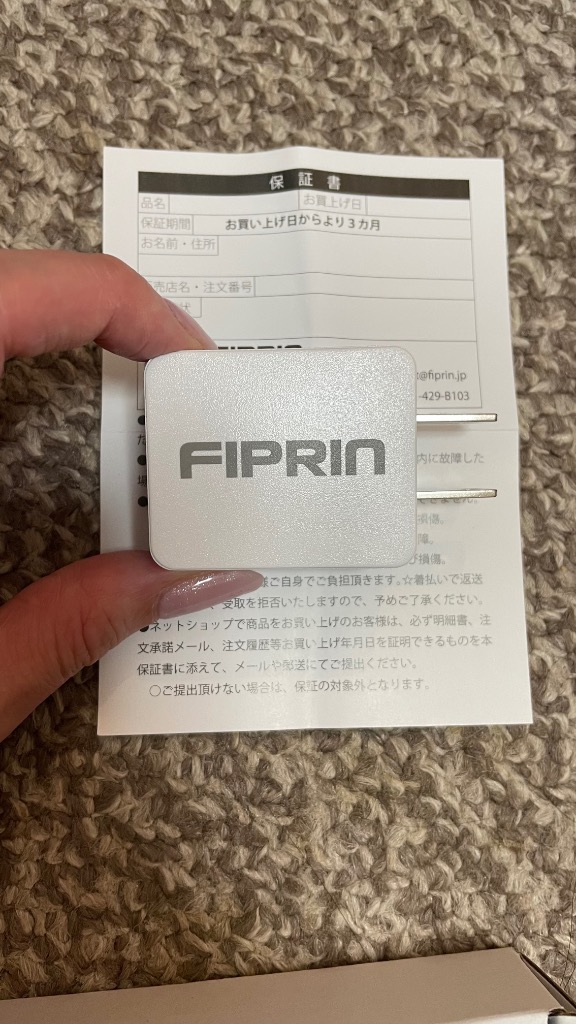 保証書
品名 お買上げ日
保証期間 お買い上げ日からより３カ月
お名前・住所
売店名・注文番号
状
FIPRIN
t@fiprin.jp
-429-8103
FIPRIN
内に故障した
損傷。
障。
び損傷。
様ご自身でご負担頂きます。☆着払いで返送
、受取を拒否いたしますので、予めご了承ください。
●ネットショップで商品をお買い上げのお客様は、必ず明細書、注
文承諾メール、注文履歴等お買い上げ年月日を証明できるものを本
保証書に添えて、メールや郵送にてご提出ください。
○ご提出頂けない場合は、保証の対象外となります。